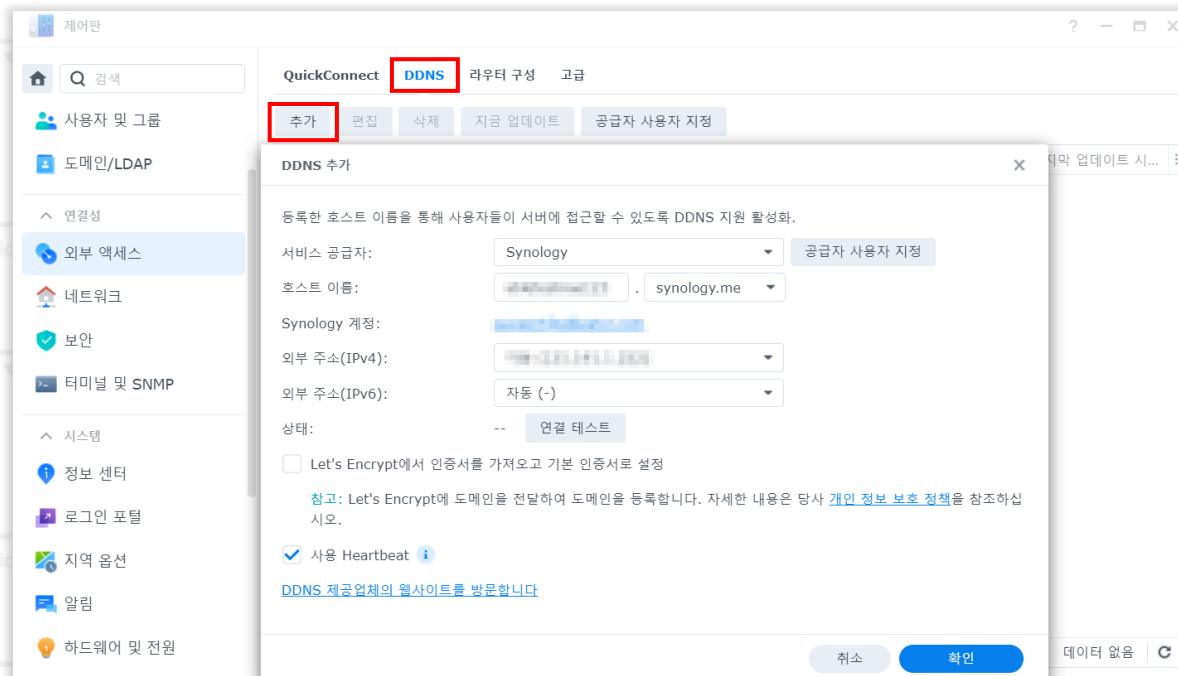 제어판
검색
사용자 및 그룹
도메인/LDAP
연결성
외부 액세스
네트워크
보안
터미널 및 SNMP
시스템
정보 센터
로그인 포털
지역 옵션
알림
하드웨어 및 전원
QuickConnect DDNS 라우터 구성 고급
추가 편집 삭제 지금 업데이트 공급자 사용자 지정
업데이트 시...
DDNS 추가
등록한 호스트 이름을 통해 사용자들이 서버에 접근할 수 있도록 DDNS 지원 활성화.
서비스 공급자: Synology 공급자 사용자 지정
호스트 이름: . synology.me
Synology 계정:
외부 주소(IPv4):
외부 주소(IPv6): 자동 (-)
상태: -- 연결 테스트
Let's Encrypt에서 인증서를 가져오고 기본 인증서로 설정
참고: Let's Encrypt에 도메인을 전달하여 도메인을 등록합니다. 자세한 내용은 당사 개인 정보 보호 정책을 참조하십
시오.
사용 Heartbeat
DDNS 제공업체의 웹사이트를 방문합니다
취소 확인
데이터 없음